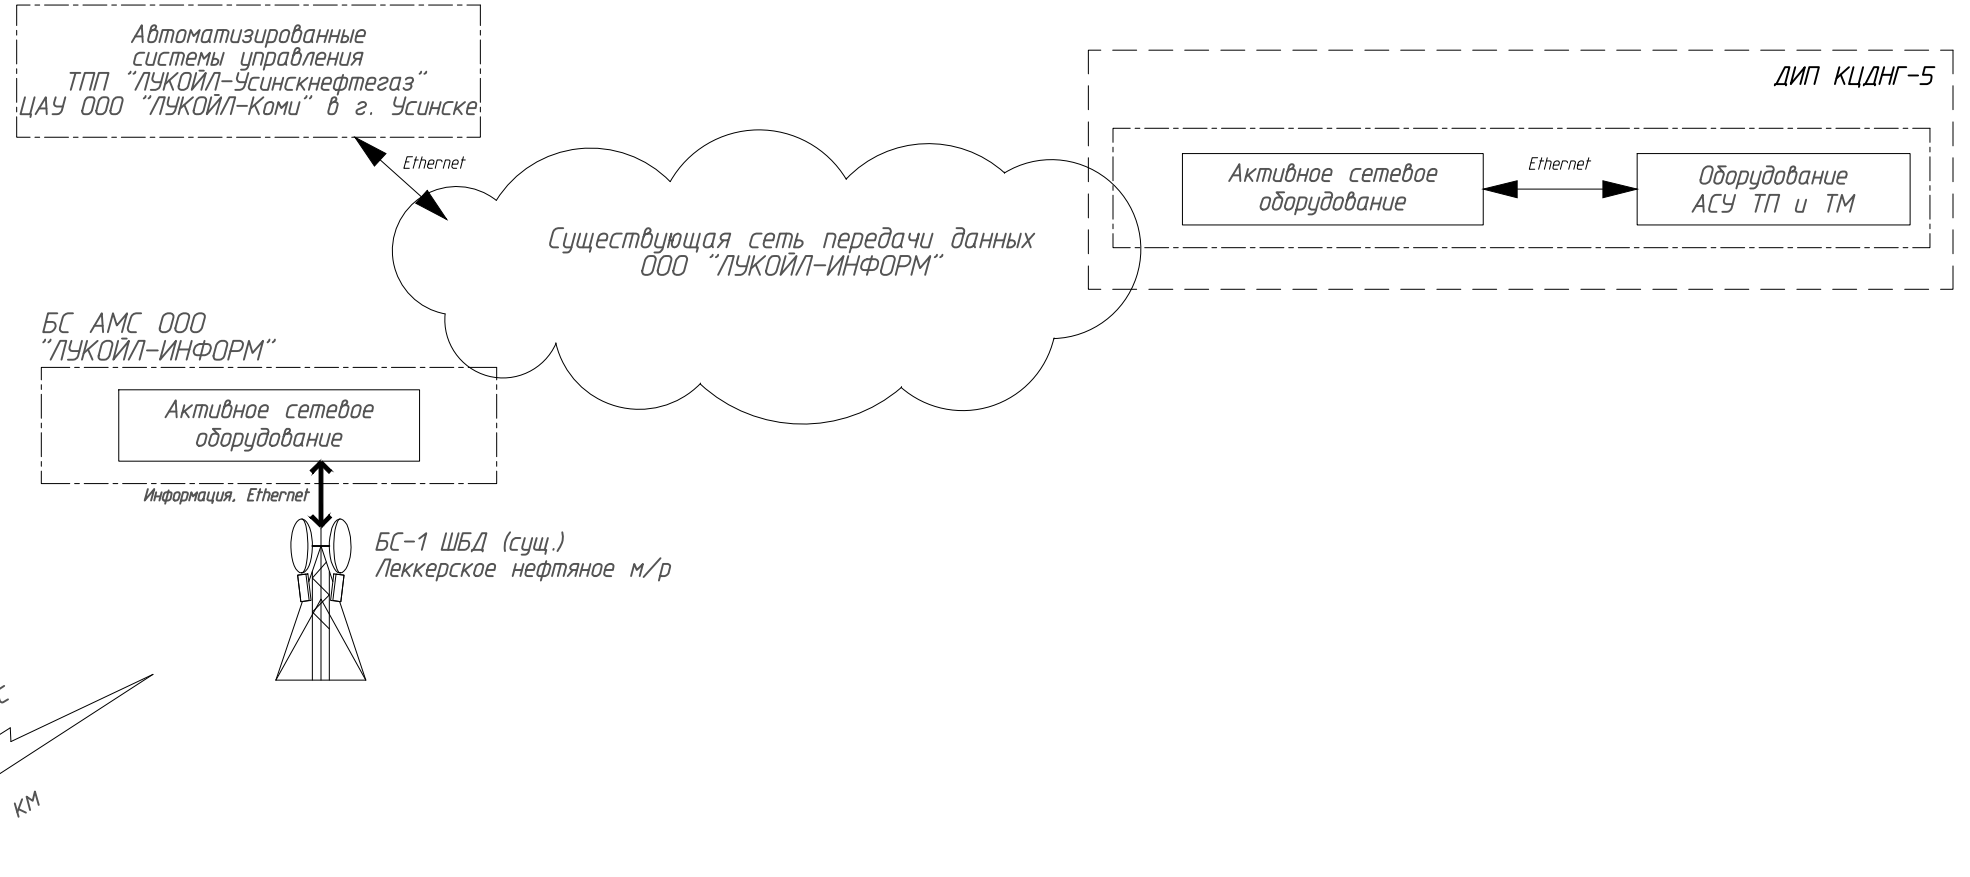 Автоматизированные
системы управления
ТПП "ЛУКОЙЛ-Усинскнефтегаз"
ЦАУ ООО "ЛУКОЙЛ-Коми" в г. Усинске
Ethernet
ДИП КЦДНГ-5
Активное сетевое
оборудование
Ethernet
Оборудование
АСУ ТП и ТМ
Существующая сеть передачи данных
ООО "ЛУКОЙЛ-ИНФОРМ"
БС АМС ООО
"ЛУКОЙЛ-ИНФОРМ"
Активное сетевое
оборудование
Информация, Ethernet
БС-1 ШБД (сущ.)
Леккерское нефтяное м/р
км